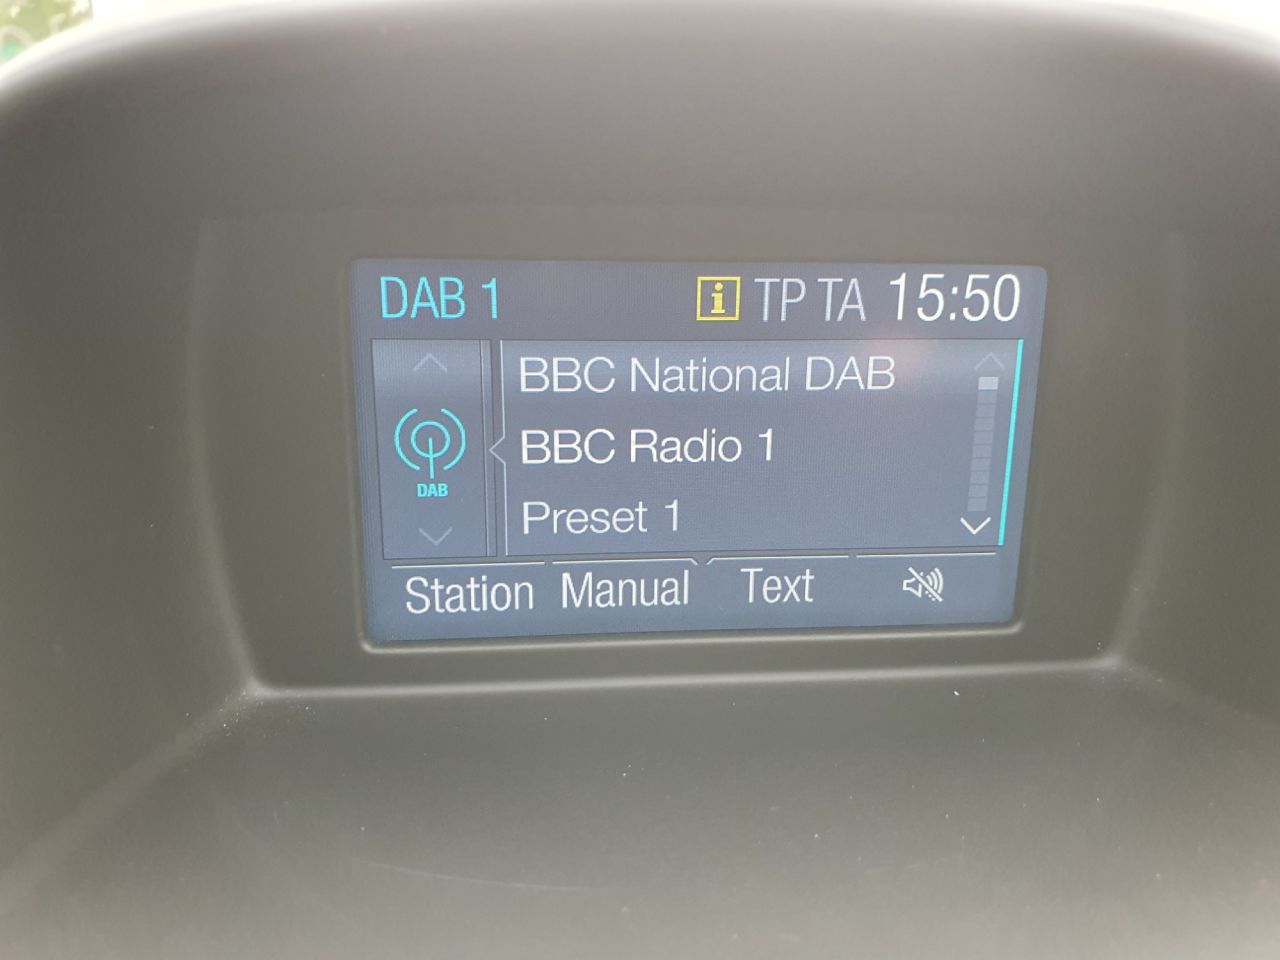 DAB 1 i TP TA 15:50
BBC National DAB
BBC Radio 1
DAB
Preset 1
Station Manual Text